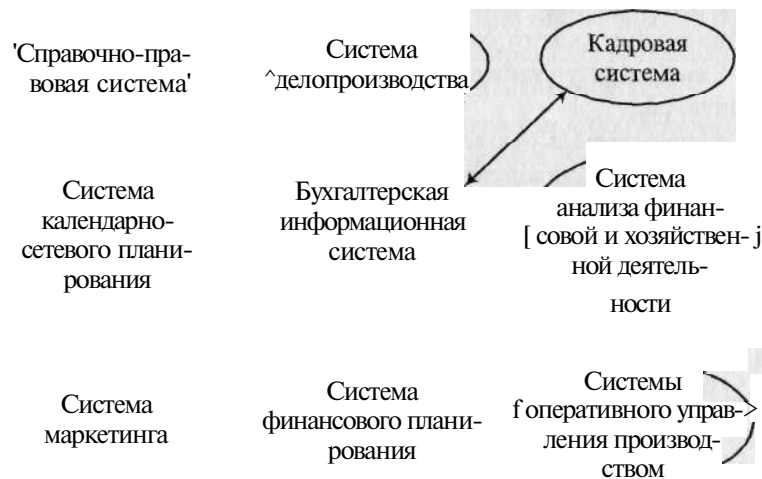 'Справочно-пра-
вовая система'
Система
^делопроизводства
Кадровая
система
Система
календарно-
сетевого плани-
рования
Бухгалтерская
информационная
система
Система
анализа финан-
[ совой и хозяйствен- j
ной деятель-
ности
Система
маркетинга
Система
финансового плани-
рования
Системы
f оперативного управ->
ления производ-
ством